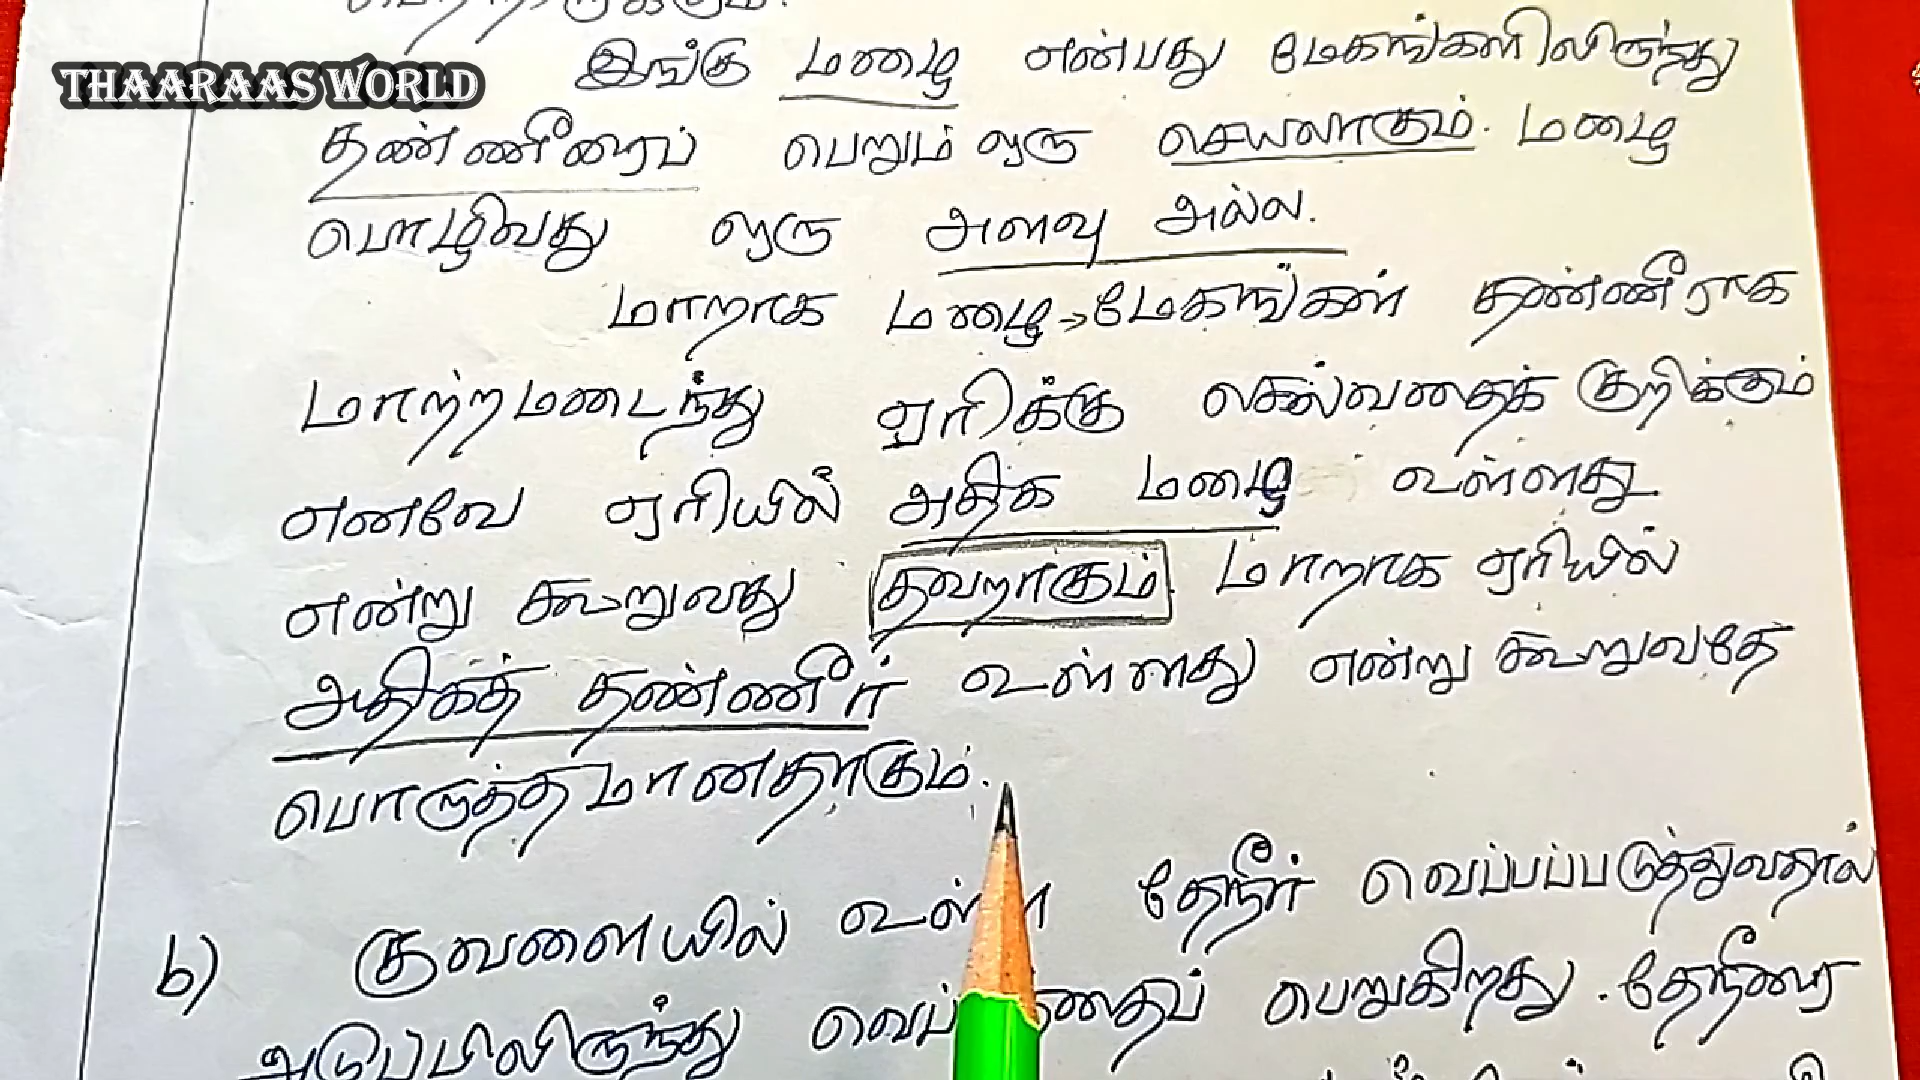 THAARAAS WORLD
இங்கு மழை என்பது மேகங்களிலிருந்து
தண்ணீரைப் பெறும் ஒரு செயலாகும். மழை
பொழிவது ஒரு அளவு அல்ல.
மாறாக மழை → மேகங்கள் தண்ணீராக
மாற்றமடைந்து ஏரிக்கு செல்வதைக் குறிக்கும்
எனவே ஏரியில் அதிக மழை உள்ளது
என்று கூறுவது தவறாகும் மாறாக ஏரியில்
அதிகத் தண்ணீர் உள்ளது என்று கூறுவதே
பொருத்தமானதாகும்.
b) குவளையில் உள்ள தேநீர் வெப்பப்படுத்துவதால்
அடுப்பிலிருந்து பெறுகிறது. தேநீரை